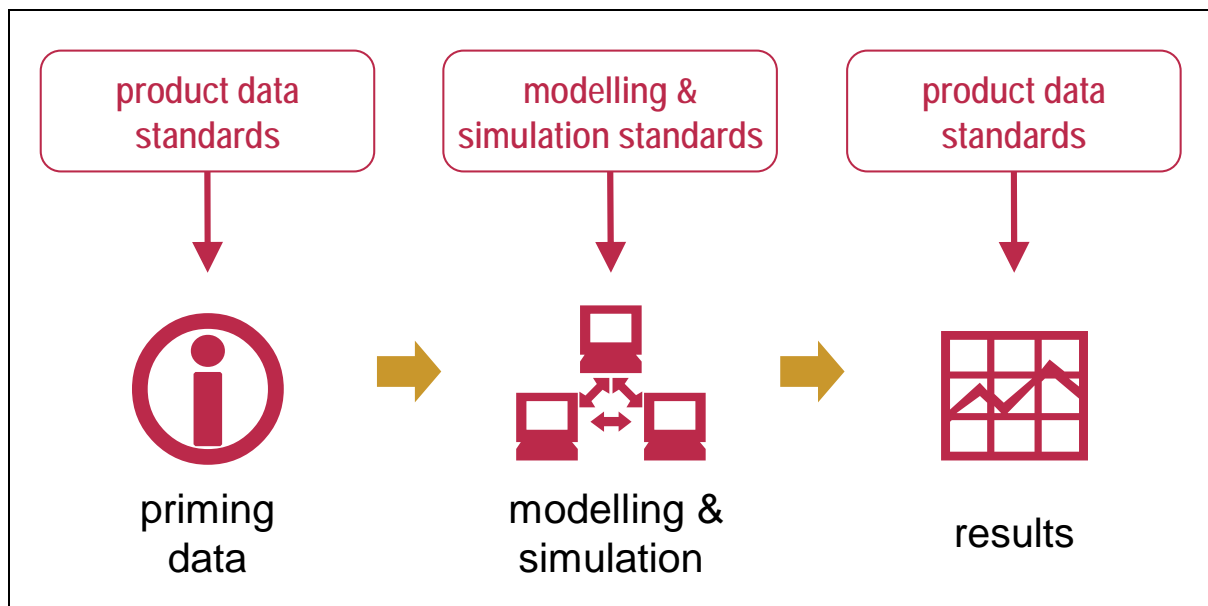 product data
standards
modelling &
simulation standards
product data
standards
priming
data
modelling &
simulation
results